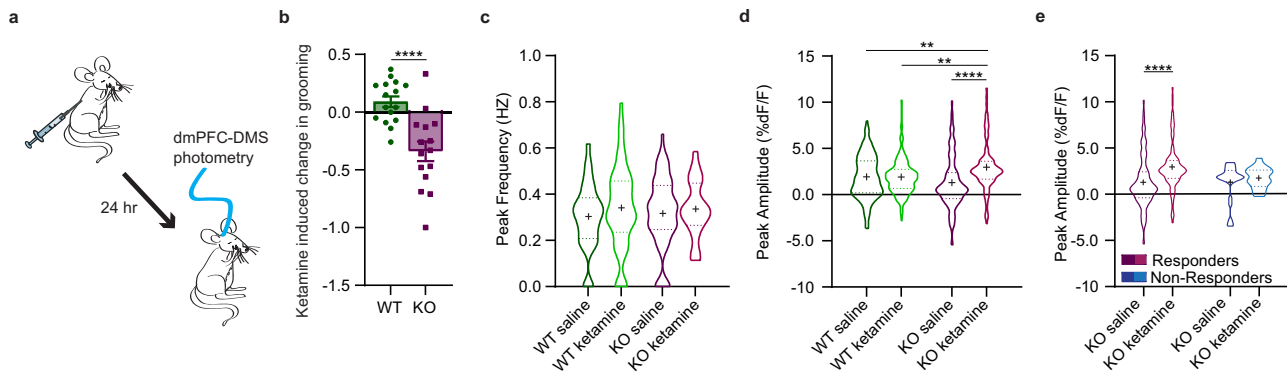 a
dmPFC-DMS
photometry
24 hr
b
Ketamine induced change in grooming
0.5
0.0
-0.5
-1.0
-1.5
****
WT KO
c
Peak Frequency (HZ)
1.0
0.8
0.6
0.4
0.2
0.0
WT saline
WT ketamine
KO saline
KO ketamine
d
Peak Amplitude (%dF/F)
15
10
5.0
0.0
-5.0
-10
**
**
****
WT saline
WT ketamine
KO saline
KO ketamine
e
Peak Amplitude (%dF/F)
15
10
5.0
0.0
-5.0
-10
****
Responders
Non-Responders
KO saline
KO ketamine
KO saline
KO ketamine